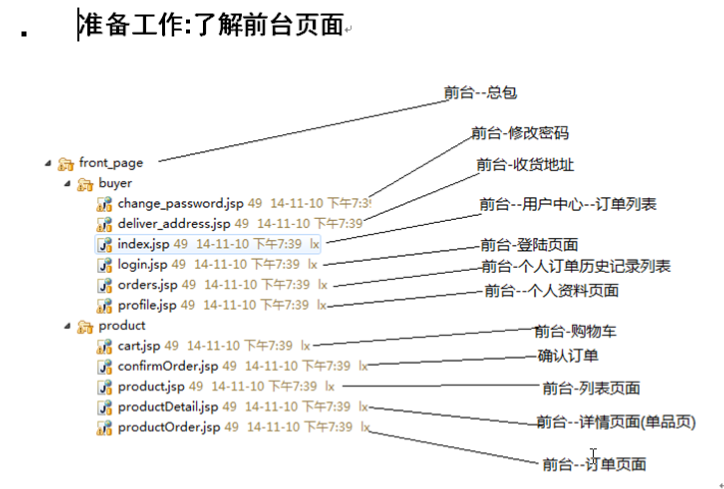 准备工作:了解前台页面
前台--总包
前台-修改密码
front_page
前台-收货地址
buyer
change_password.jsp 49 14-11-10 下午7:3
前台--用户中心--订单列表
deliver_address.jsp 49 14-11-10 下午7:39
index.jsp 49 14-11-10 下午7:39 lx
前台-登陆页面
login.jsp 49 14-11-10 下午7:39 lx
前台-个人订单历史记录列表
orders.jsp 49 14-11-10 下午7:39 lx
前台--个人资料页面
profile.jsp 49 14-11-10 下午7:39 lx
product
前台-购物车
cart.jsp 49 14-11-10 下午7:39 lx
确认订单
confirmOrder.jsp 49 14-11-10 下午7:39 lx
product.jsp 49 14-11-10 下午7:39 lx
前台-列表页面
productDetail.jsp 49 14-11-10 下午7:39 lx
前台--详情页面(单品页)
productOrder.jsp 49 14-11-10 下午7:39 lx
前台--订单页面